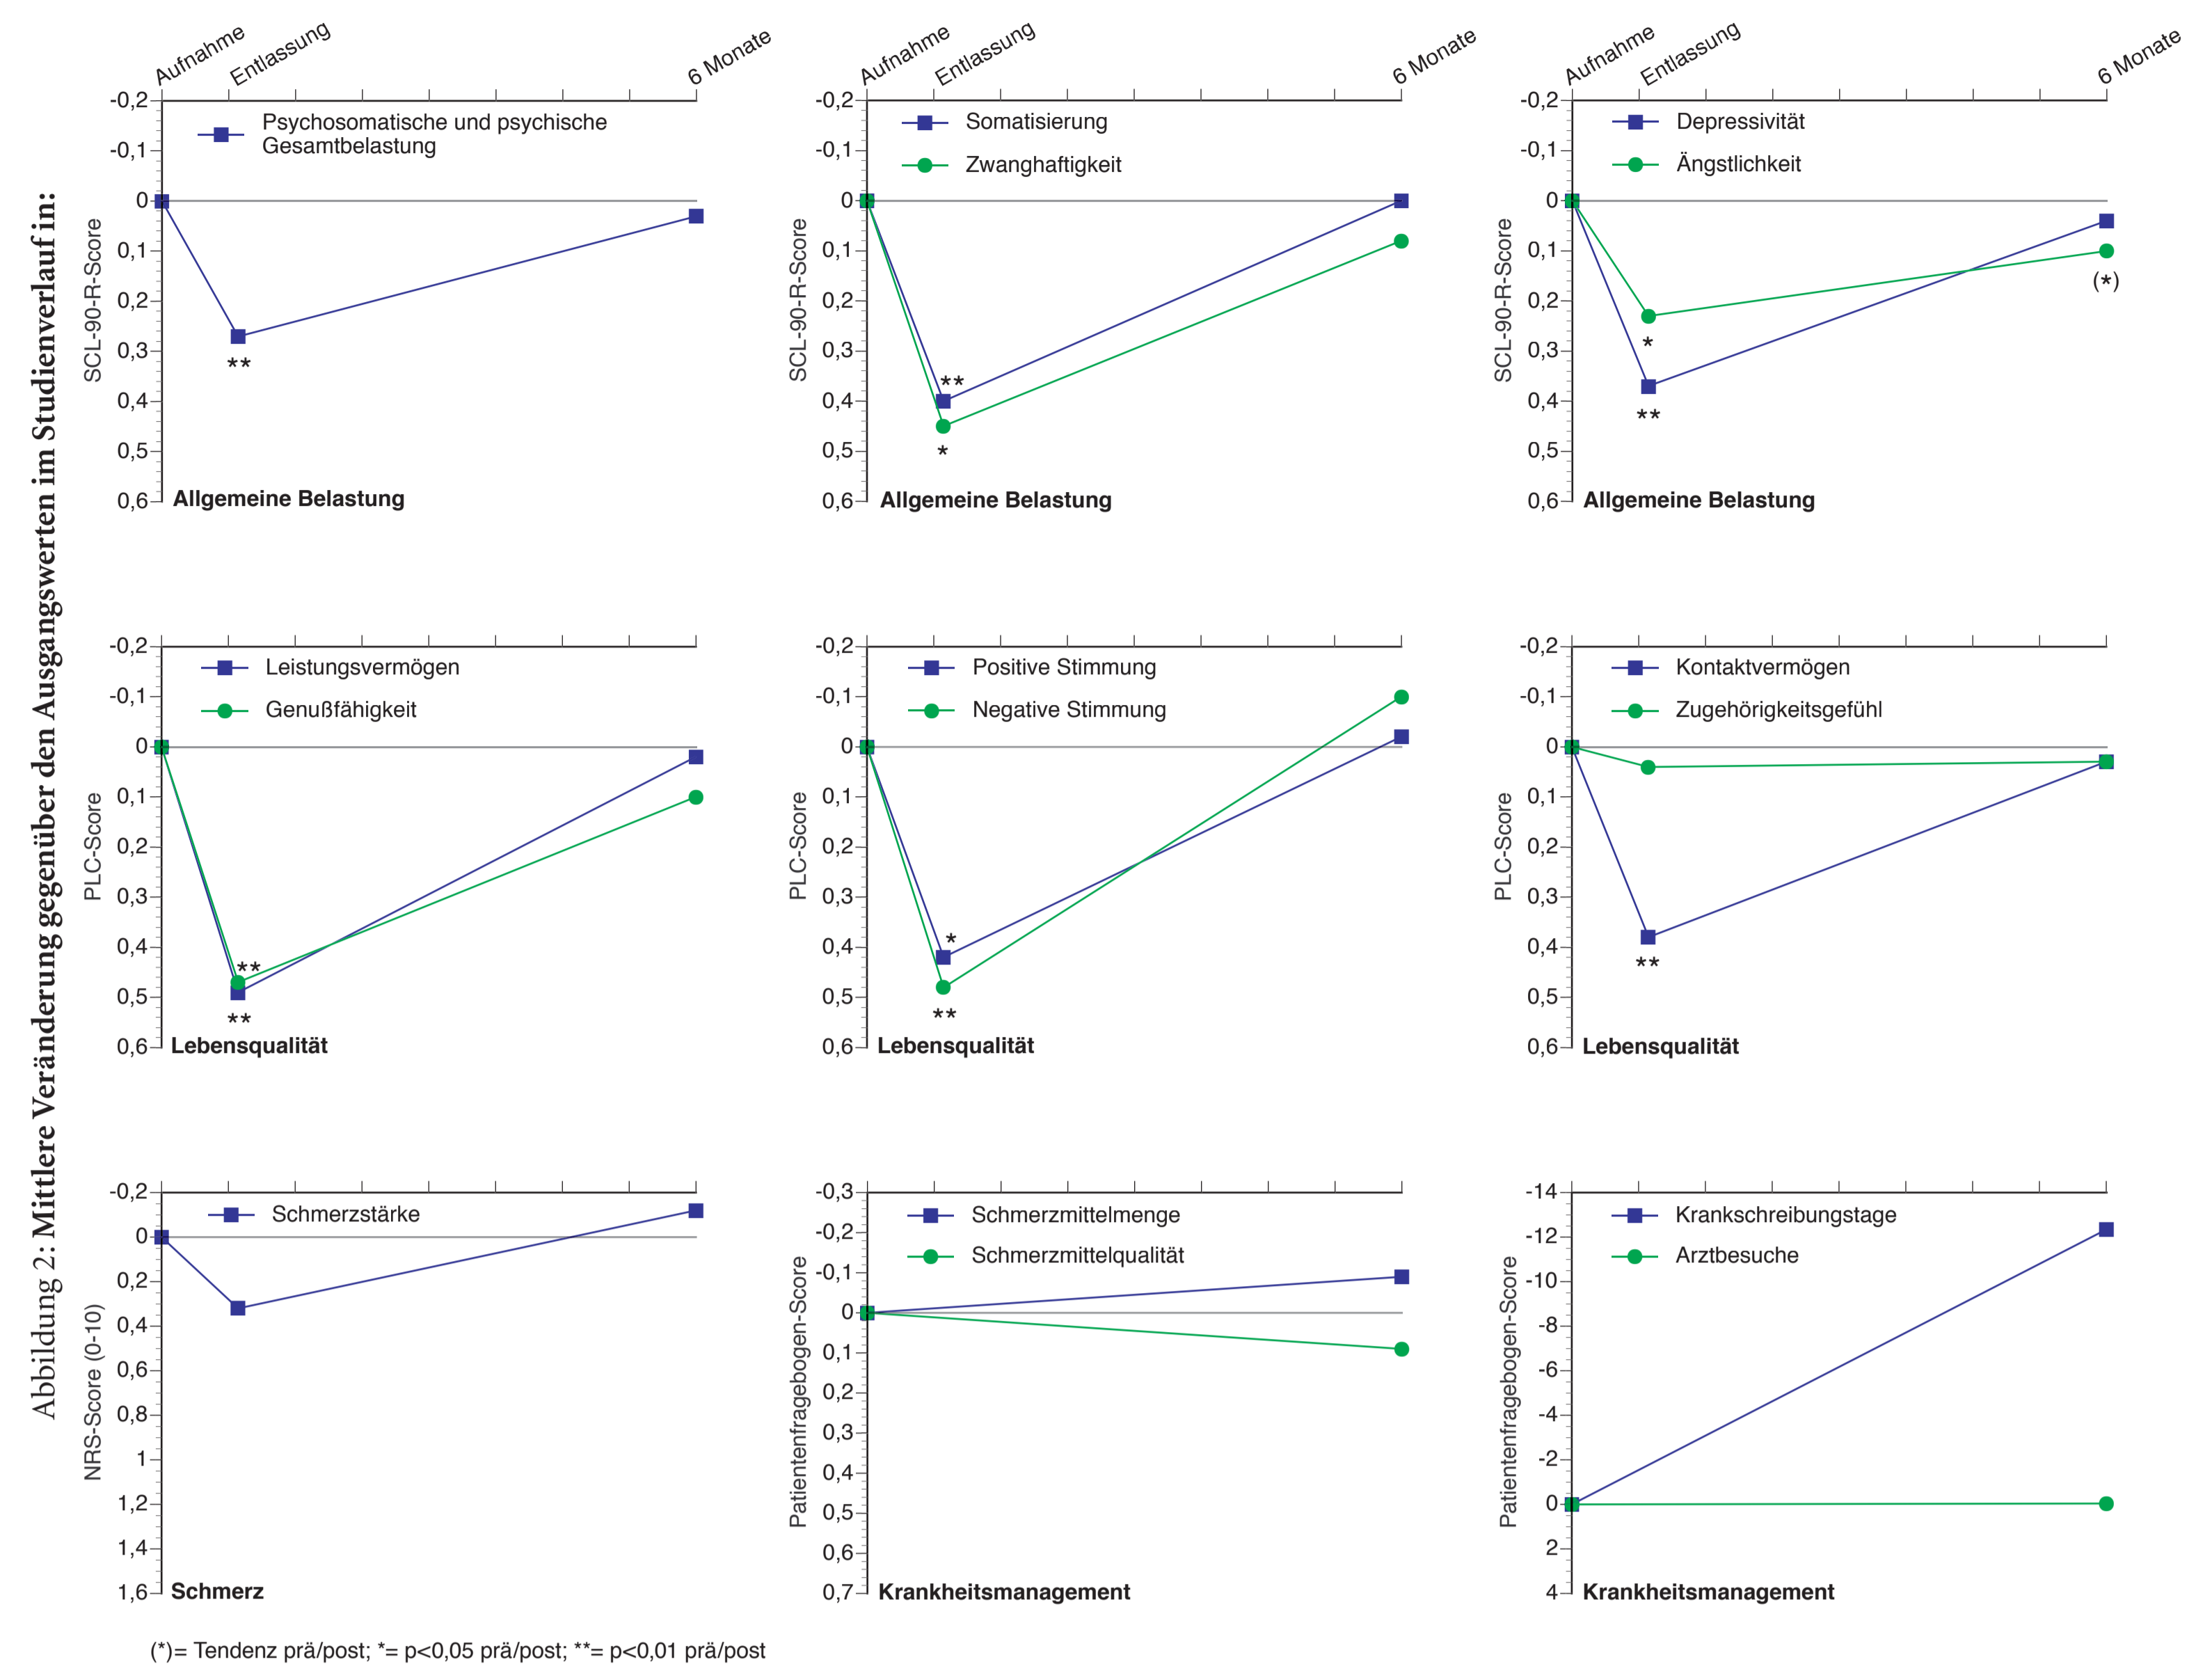 Abbildung 2: Mittlere Veränderung gegenüber den Ausgangswerten im Studienverlauf in:
Aufnahme
Entlassung
6 Monate
-0,2
-0,1
0
0,1
0,2
0,3
0,4
0,5
0,6
SCL-90-R-Score
Psychosomatische und psychische
Gesamtbelastung
**
Allgemeine Belastung
Aufnahme
Entlassung
6 Monate
-0,2
-0,1
0
0,1
0,2
0,3
0,4
0,5
0,6
SCL-90-R-Score
Somatisierung
Zwanghaftigkeit
**
*
Allgemeine Belastung
Aufnahme
Entlassung
6 Monate
-0,2
-0,1
0
0,1
0,2
0,3
0,4
0,5
0,6
SCL-90-R-Score
Depressivität
Ängstlichkeit
(*)
*
**
Allgemeine Belastung
-0,2
-0,1
0
0,1
0,2
0,3
0,4
0,5
0,6
PLC-Score
Leistungsvermögen
Genußfähigkeit
**
**
Lebensqualität
-0,2
-0,1
0
0,1
0,2
0,3
0,4
0,5
0,6
PLC-Score
Positive Stimmung
Negative Stimmung
*
**
Lebensqualität
-0,2
-0,1
0
0,1
0,2
0,3
0,4
0,5
0,6
PLC-Score
Kontaktvermögen
Zugehörigkeitsgefühl
**
Lebensqualität
-0,2
0
0,2
0,4
0,6
0,8
1
1,2
1,4
1,6
NRS-Score (0-10)
Schmerzstärke
Schmerz
-0,3
-0,2
-0,1
0
0,1
0,2
0,3
0,4
0,5
0,6
0,7
Patientenfragebogen-Score
Schmerzmittelmenge
Schmerzmittelqualität
Krankheitsmanagement
-14
-12
-10
-8
-6
-4
-2
0
2
4
Patientenfragebogen-Score
Krankschreibungstage
Arztbesuche
Krankheitsmanagement
(*)= Tendenz prä/post; *= p<0,05 prä/post; **= p<0,01 prä/post